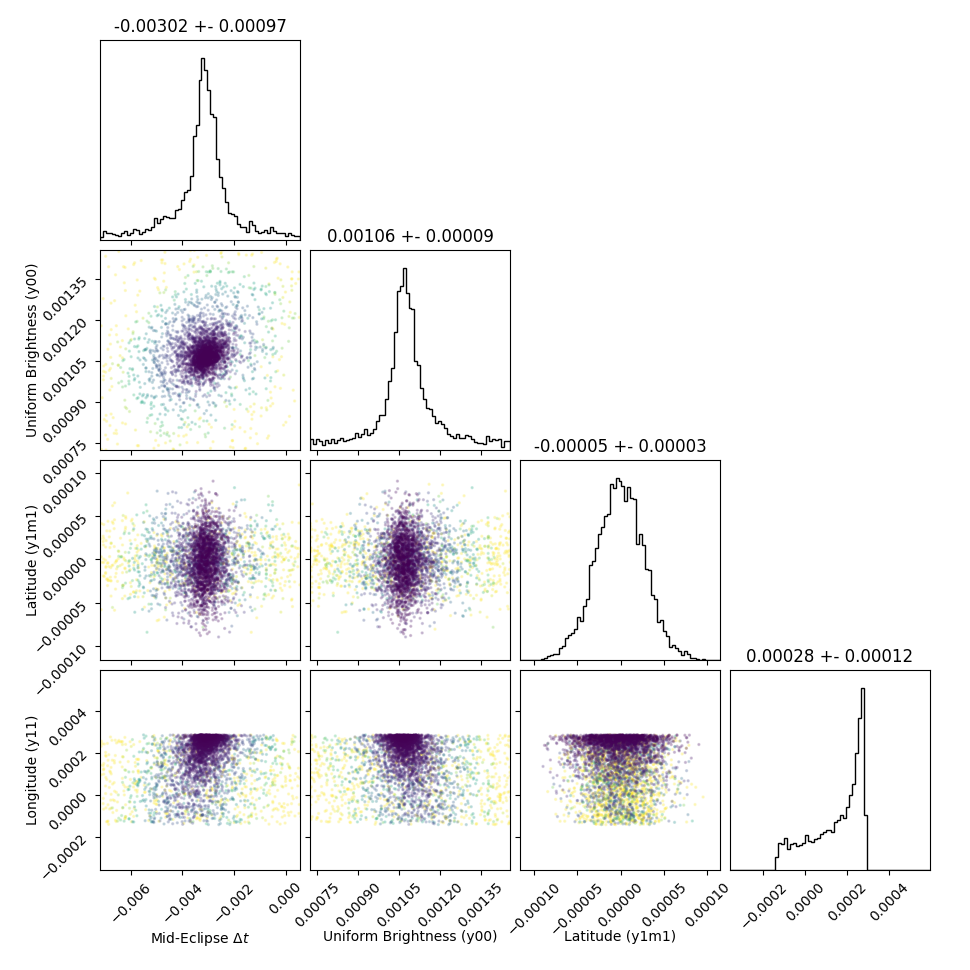 -0.00302 +- 0.00097
0.00106 +- 0.00009
Uniform Brightness (y00)
0.00135
0.00120
0.00105
0.00090
0.00075
-0.00005 +- 0.00003
Latitude (y1m1)
0.00010
0.00005
0.00000
−0.00005
−0.00010
0.00028 +- 0.00012
Longitude (y11)
0.0004
0.0002
0.0000
−0.0002
−0.006 −0.004 −0.002 0.000
0.00075 0.00090 0.00105 0.00120 0.00135
−0.00010 −0.00005 0.00000 0.00005 0.00010
−0.0002 0.0000 0.0002 0.0004
Mid-Eclipse Δt
Uniform Brightness (y00)
Latitude (y1m1)